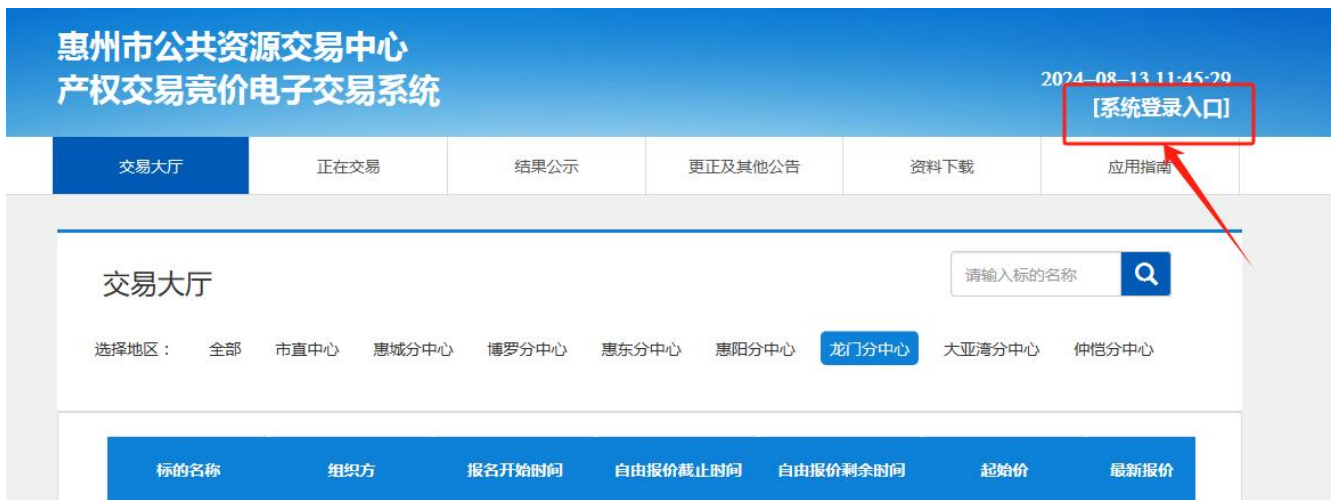 惠州市公共资源交易中心
产权交易竞价电子交易系统
2024-08-13 11:45:29
[系统登录入口]
交易大厅 正在交易 结果公示 更正及其他公告 资料下载 应用指南
交易大厅
请输入标的名称
选择地区： 全部 市直中心 惠城分中心 博罗分中心 惠东分中心 惠阳分中心 龙门分中心 大亚湾分中心 仲恺分中心
标的名称 组织方 报名开始时间 自由报价截止时间 自由报价剩余时间 起始价 最新报价